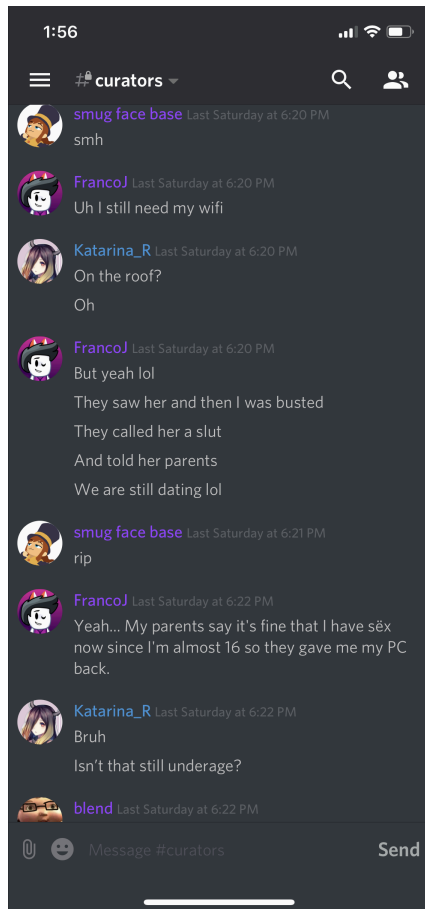 1:56
# curators
smug face base Last Saturday at 6:20 PM
smh
FrancoJ Last Saturday at 6:20 PM
Uh I still need my wifi
Katarina_R Last Saturday at 6:20 PM
On the roof?
Oh
FrancoJ Last Saturday at 6:20 PM
But yeah lol
They saw her and then I was busted
They called her a slut
And told her parents
We are still dating lol
smug face base Last Saturday at 6:21 PM
rip
FrancoJ Last Saturday at 6:22 PM
Yeah... My parents say it's fine that I have sëx
now since I'm almost 16 so they gave me my PC
back.
Katarina_R Last Saturday at 6:22 PM
Bruh
Isn't that still underage?
blend Last Saturday at 6:22 PM
Message #curators
Send